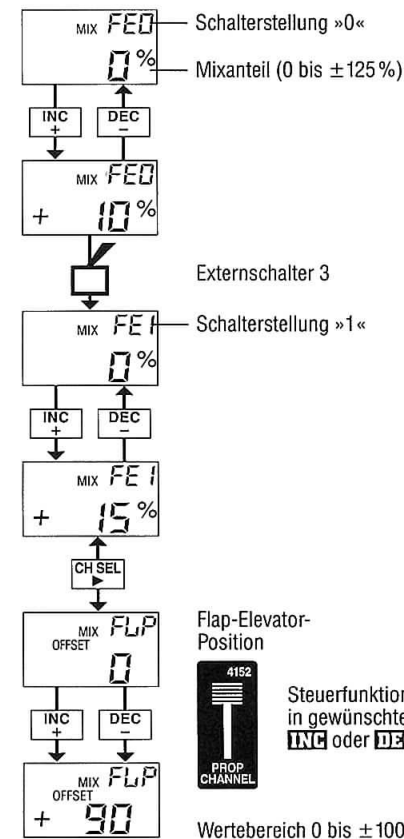 MIX FE0 Schalterstellung »0«
0% Mixanteil (0 bis ±125%)
INC + DEC −
MIX FE0
+ 10%
Externschalter 3
MIX FE1 Schalterstellung »1«
0%
INC + DEC −
MIX FE1
+ 15%
CH SEL
MIX FLP
OFFSET
0
Flap-Elevator-
Position
4152
PROP
CHANNEL
Steuerfunktion
in gewünschte
INC oder DE
INC + DEC −
MIX FLP
OFFSET
+ 90
Wertebereich 0 bis ±100